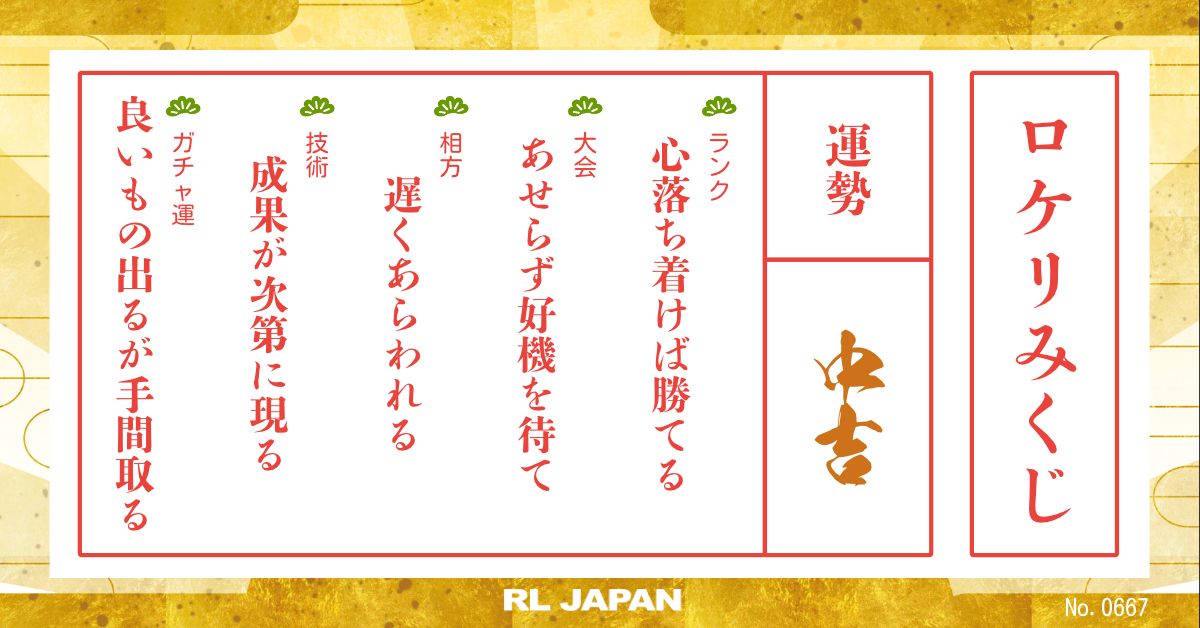 ロケリみくじ
運勢
中吉
ランク
心落ち着けば勝てる
大会
あせらず好機を待て
相方
遅くあらわれる
技術
成果が次第に現る
ガチャ運
良いもの出るが手間取る
RL JAPAN
No. 0667